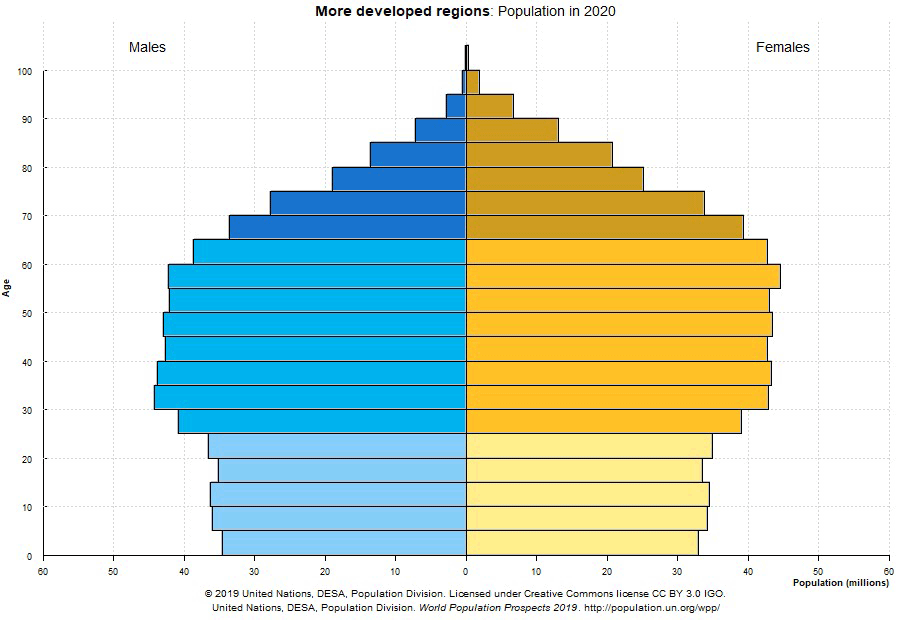 More developed regions: Population in 2020
Males
Females
100
90
80
70
60
50
40
30
20
10
0
Age
60 50 40 30 20 10 0 10 20 30 40 50 60
Population (millions)
© 2019 United Nations, DESA, Population Division. Licensed under Creative Commons license CC BY 3.0 IGO.
United Nations, DESA, Population Division. World Population Prospects 2019. http://population.un.org/wpp/